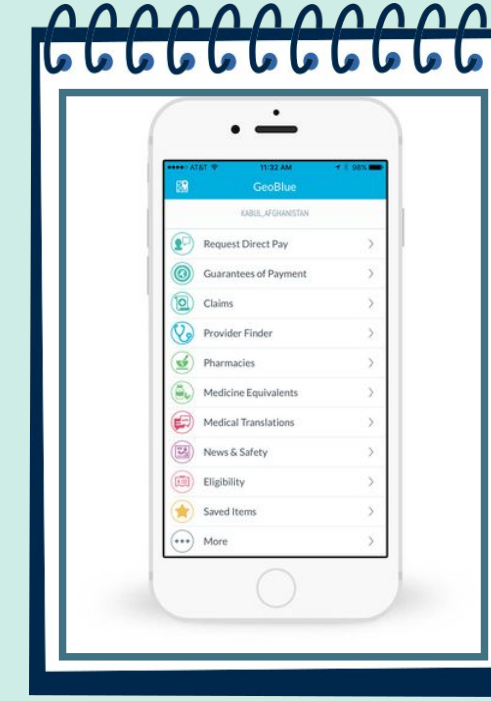 AT&T 11:32 AM 98%
GeoBlue
KABUL, AFGHANISTAN
Request Direct Pay
Guarantees of Payment
Claims
Provider Finder
Pharmacies
Medicine Equivalents
Medical Translations
News & Safety
Eligibility
Saved Items
More